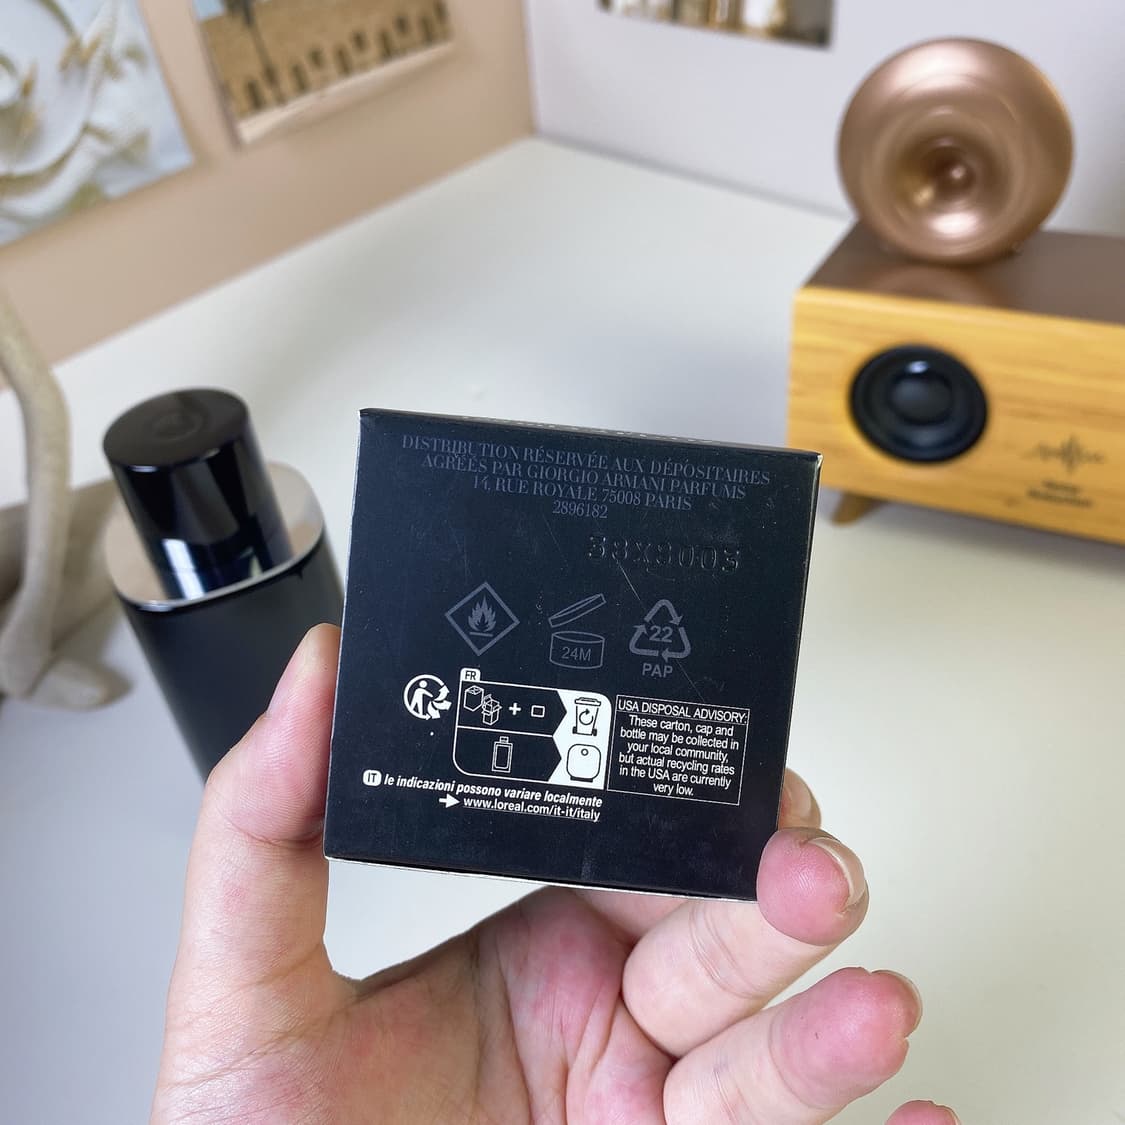 DISTRIBUTION RÉSERVÉE AUX DÉPOSITAIRES
AGRÉÉS PAR GIORGIO ARMANI PARFUMS
14, RUE ROYALE 75008 PARIS
2896182
38X8003
24M
22
PAP
FR
USA DISPOSAL ADVISORY:
These carton, cap and
bottle may be collected in
your local community,
but actual recycling rates
in the USA are currently
very low.
IT le indicazioni possono variare localmente
www.loreal.com/it-it/italy